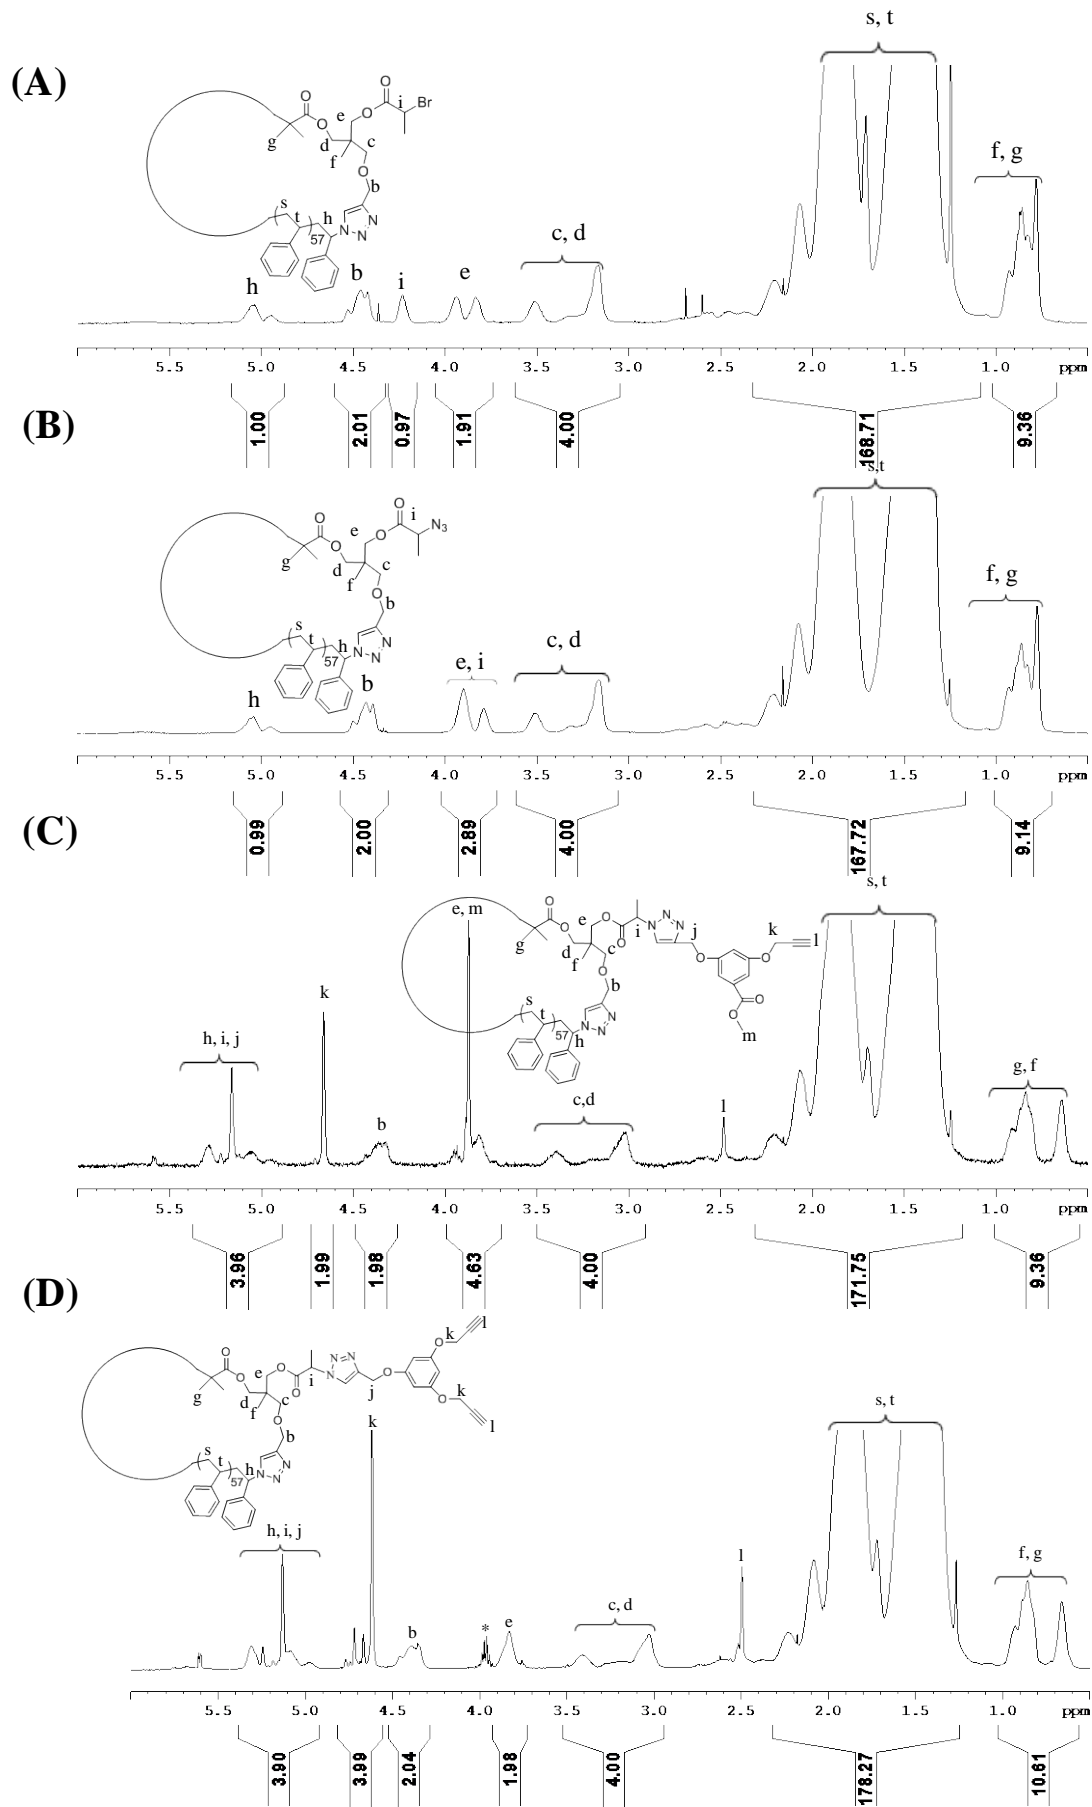 s, t
(A)
O
i
Br
O
e
O
O
d
c
f, g
g
f
O
b
s
t
h
N
N
N
57
c, d
h
b
i
e
5.5 5.0 4.5 4.0 3.5 3.0 2.5 2.0 1.5 1.0 ppm
1.00 2.01 0.97 1.91 4.00 168.71 9.36
(B)
s,t
O
i
N3
O
e
O
O
d
c
f, g
g
f
O
b
s
t
h
N
N
N
57
c, d
e, i
h
b
5.5 5.0 4.5 4.0 3.5 3.0 2.5 2.0 1.5 1.0 ppm
0.99 2.00 2.89 4.00 167.72 9.14
(C)
s, t
e, m
O
O
e
O
i
N
N
N
j
k
l
g
d
f
c
O
O
O
O
b
O
O
m
s
t
h
N
N
N
57
k
h, i, j
g, f
c,d
b
l
5.5 5.0 4.5 4.0 3.5 3.0 2.5 2.0 1.5 1.0 ppm
3.96 1.99 1.98 4.63 4.00 171.75 9.36
(D)
l
k
O
O
e
O
i
N
N
N
j
O
O
g
d
f
c
O
O
k
O
l
b
s
t
h
N
N
N
57
k
s, t
h, i, j
l
f, g
c, d
b
*
e
5.5 5.0 4.5 4.0 3.5 3.0 2.5 2.0 1.5 1.0 ppm
3.90 3.99 2.04 1.98 4.00 178.27 10.61